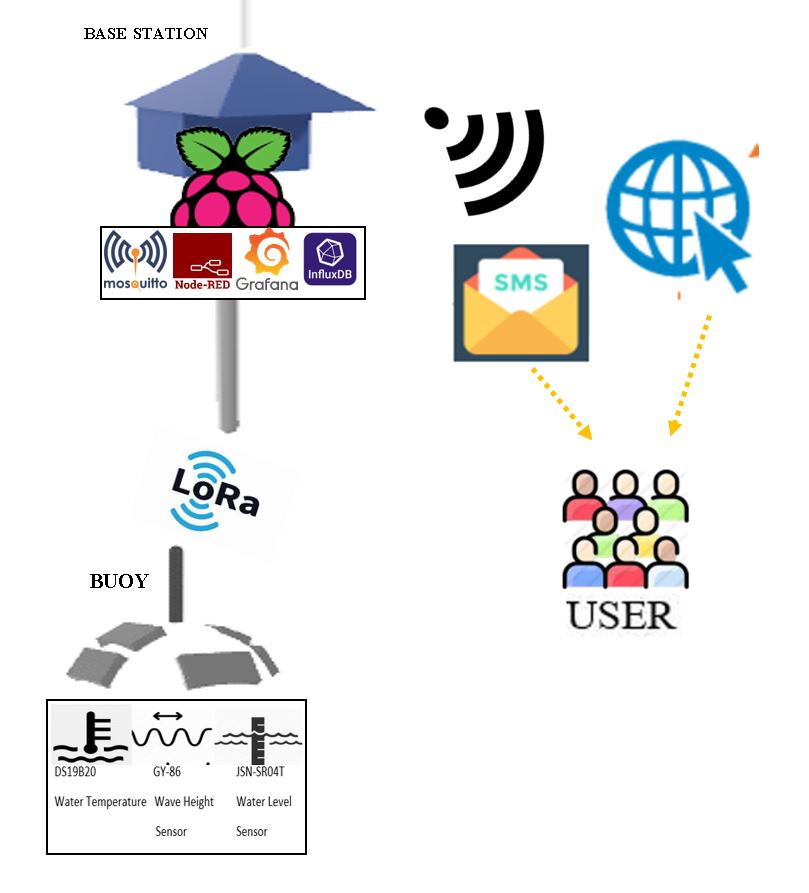 BASE STATION
mosquitto
Node-RED
Grafana
InfluxDB
SMS
LoRa
BUOY
USER
DS19B20 GY-86 JSN-SR04T
Water Temperature Wave Height Water Level
Sensor Sensor